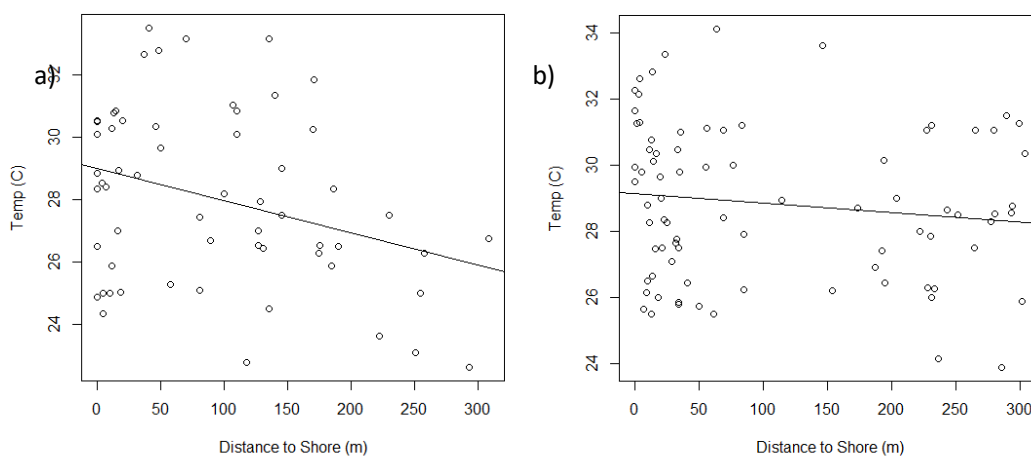 a)
Temp (C)
24 26 28 30 32
0 50 100 150 200 250 300
Distance to Shore (m)
b)
Temp (C)
24 26 28 30 32 34
0 50 100 150 200 250 300
Distance to Shore (m)